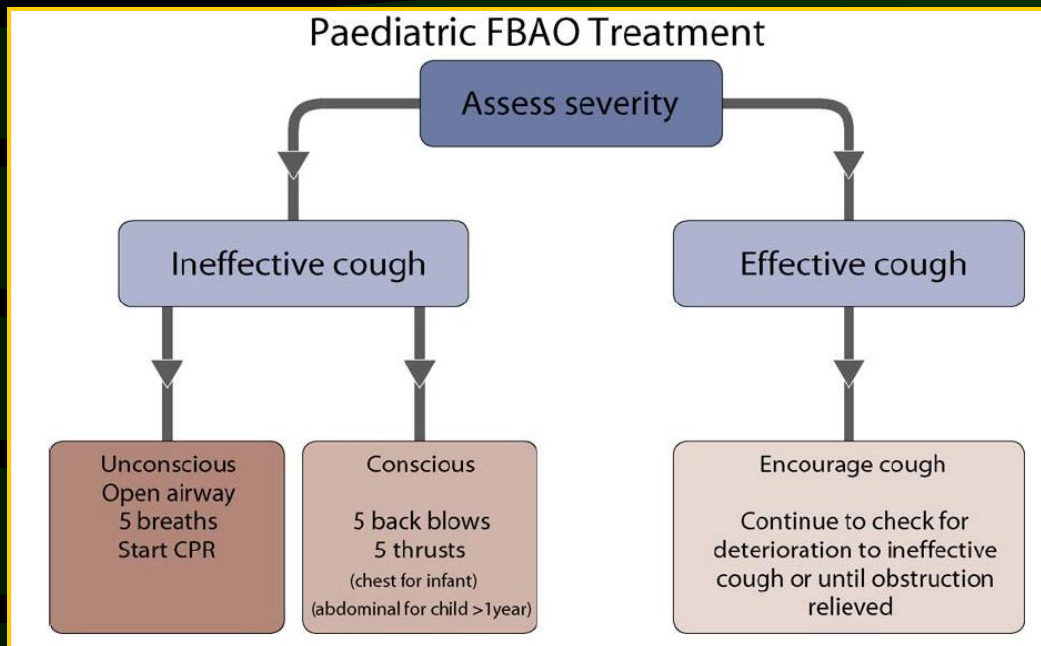 Paediatric FBAO Treatment
Assess severity
Ineffective cough
Effective cough
Unconscious
Open airway
5 breaths
Start CPR
Conscious
5 back blows
5 thrusts
(chest for infant)
(abdominal for child >1year)
Encourage cough
Continue to check for
deterioration to ineffective
cough or until obstruction
relieved